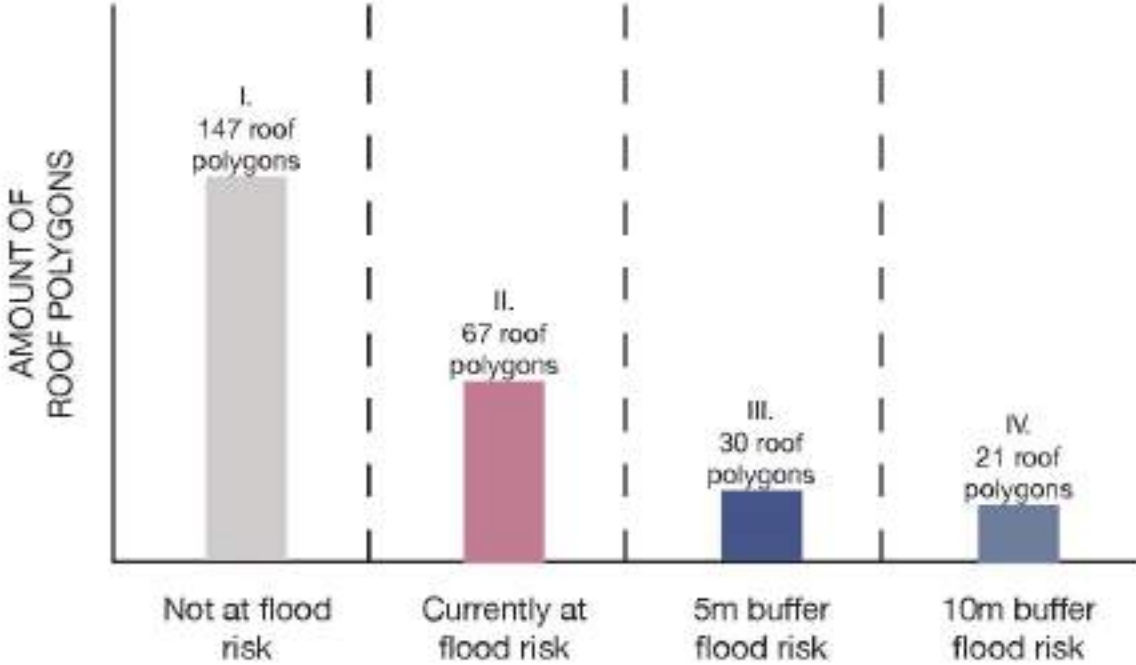 AMOUNT OF
ROOF POLYGONS
I.
147 roof
polygons
II.
67 roof
polygons
III.
30 roof
polygons
IV.
21 roof
polygons
Not at flood
risk
Currently at
flood risk
5m buffer
flood risk
10m buffer
flood risk